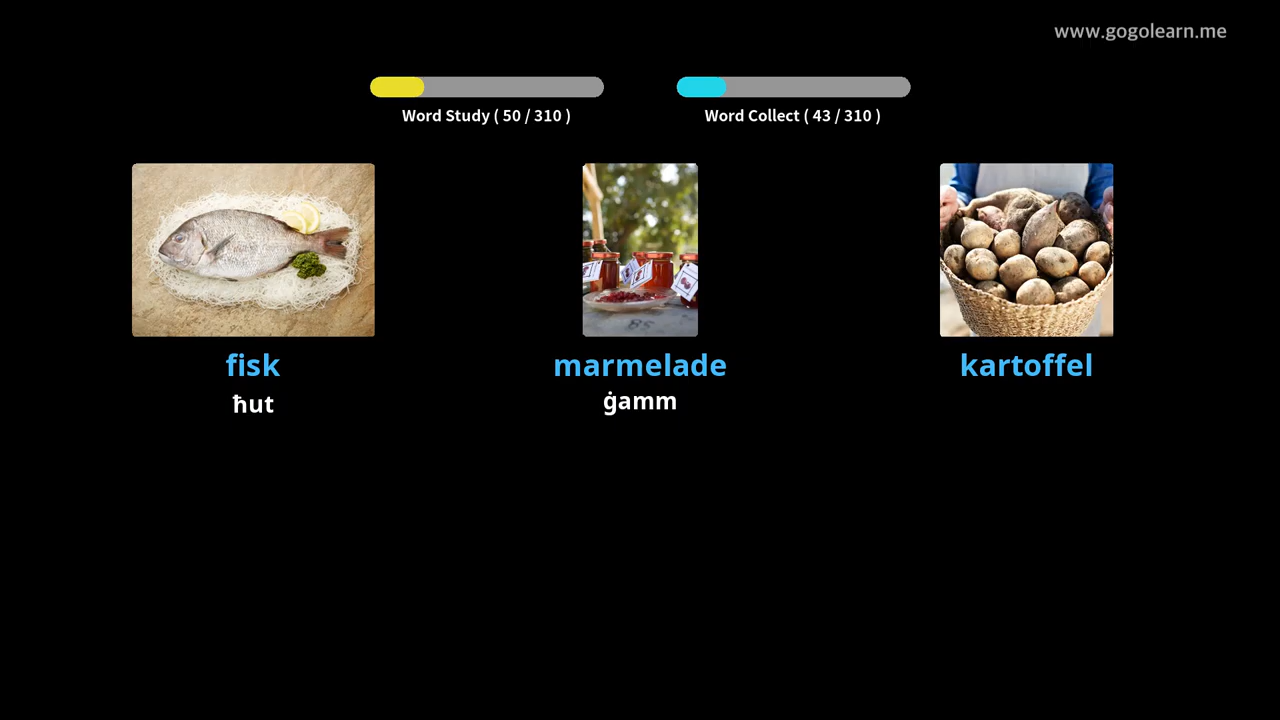 www.gogolearn.me
Word Study ( 50 / 310 )
Word Collect ( 43 / 310 )
fisk
marmelade
kartoffel
ħut
ġamm